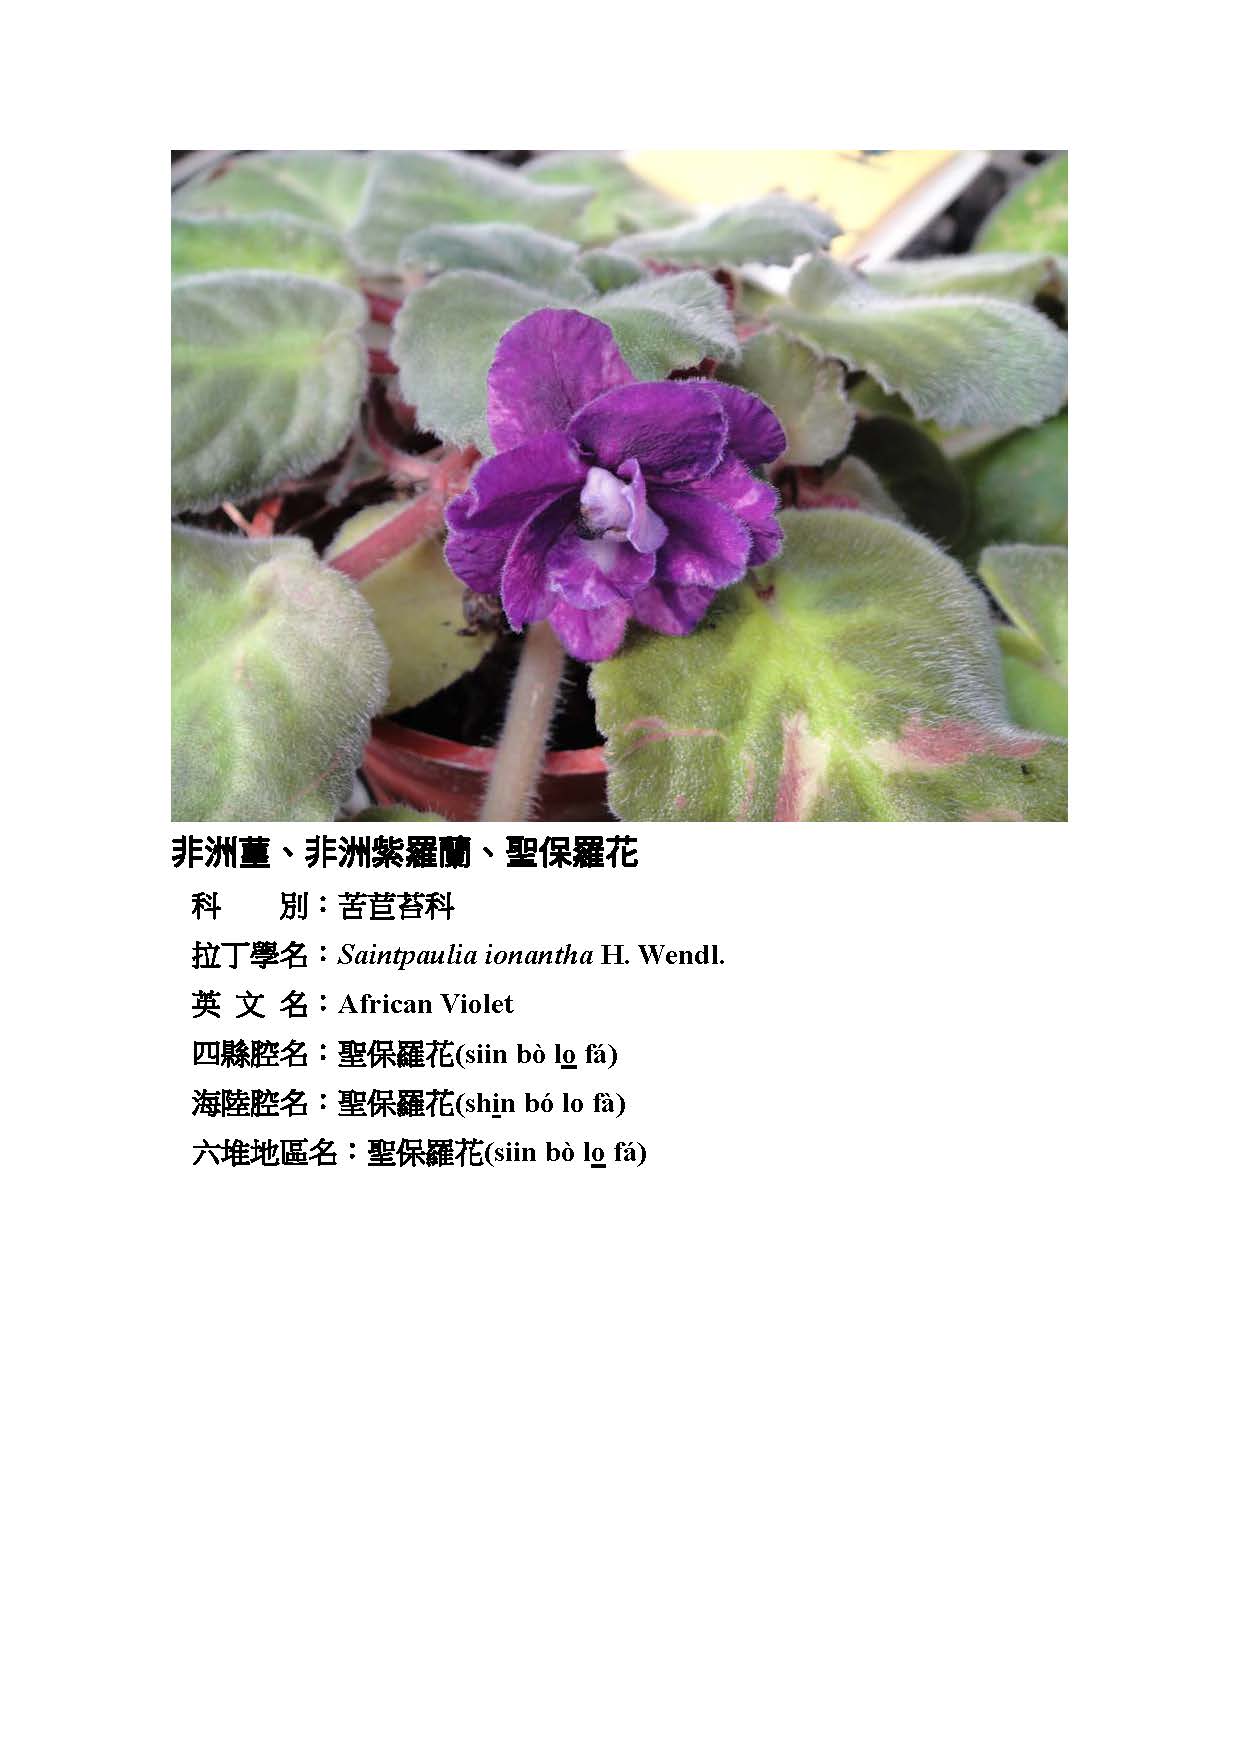 非洲菫、非洲紫羅蘭、聖保羅花
科　　別：苦苣苔科
拉丁學名：Saintpaulia ionantha H. Wendl.
英 文 名：African Violet
四縣腔名：聖保羅花(siin bò lo fá)
海陸腔名：聖保羅花(shin bó lo fà)
六堆地區名：聖保羅花(siin bò lo fá)